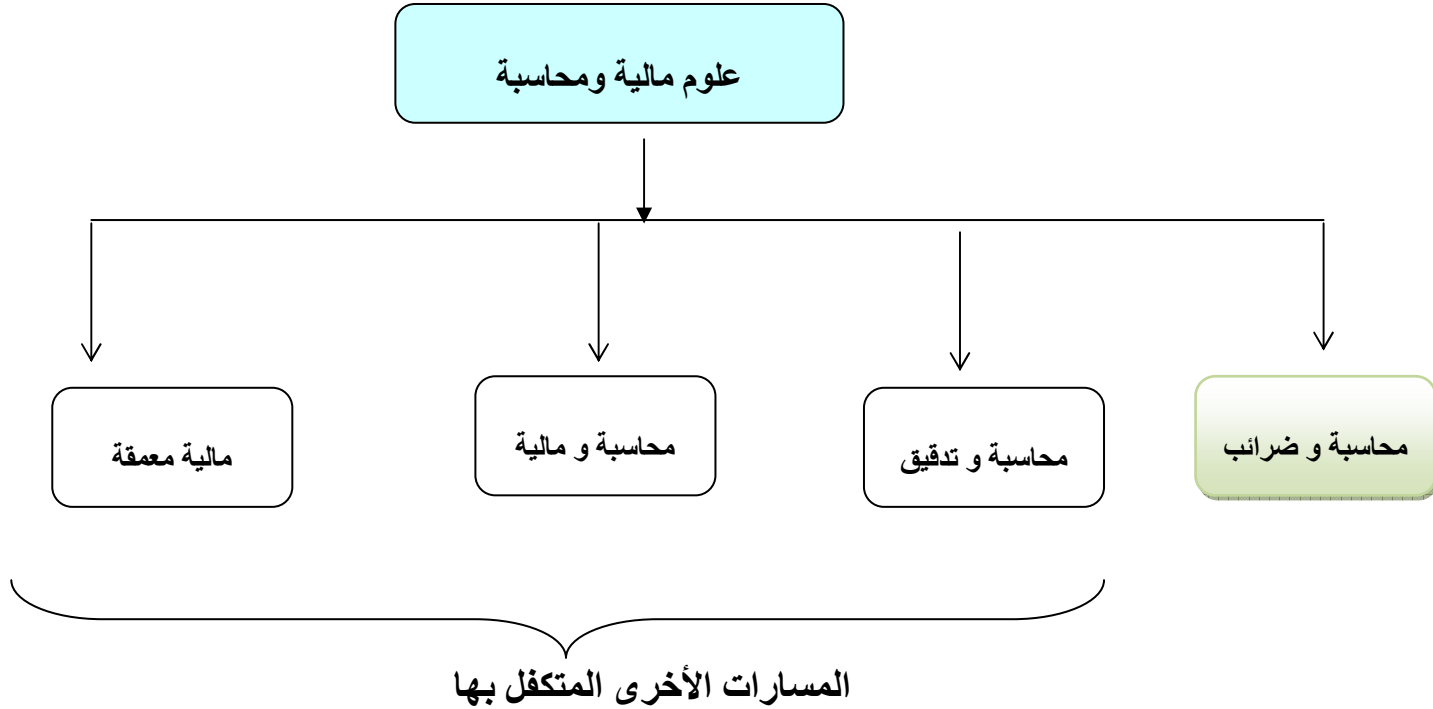 علوم مالية ومحاسبة
محاسبة و ضرائب
محاسبة و تدقيق
محاسبة و مالية
مالية معمقة
المسارات الأخرى المتكفل بها